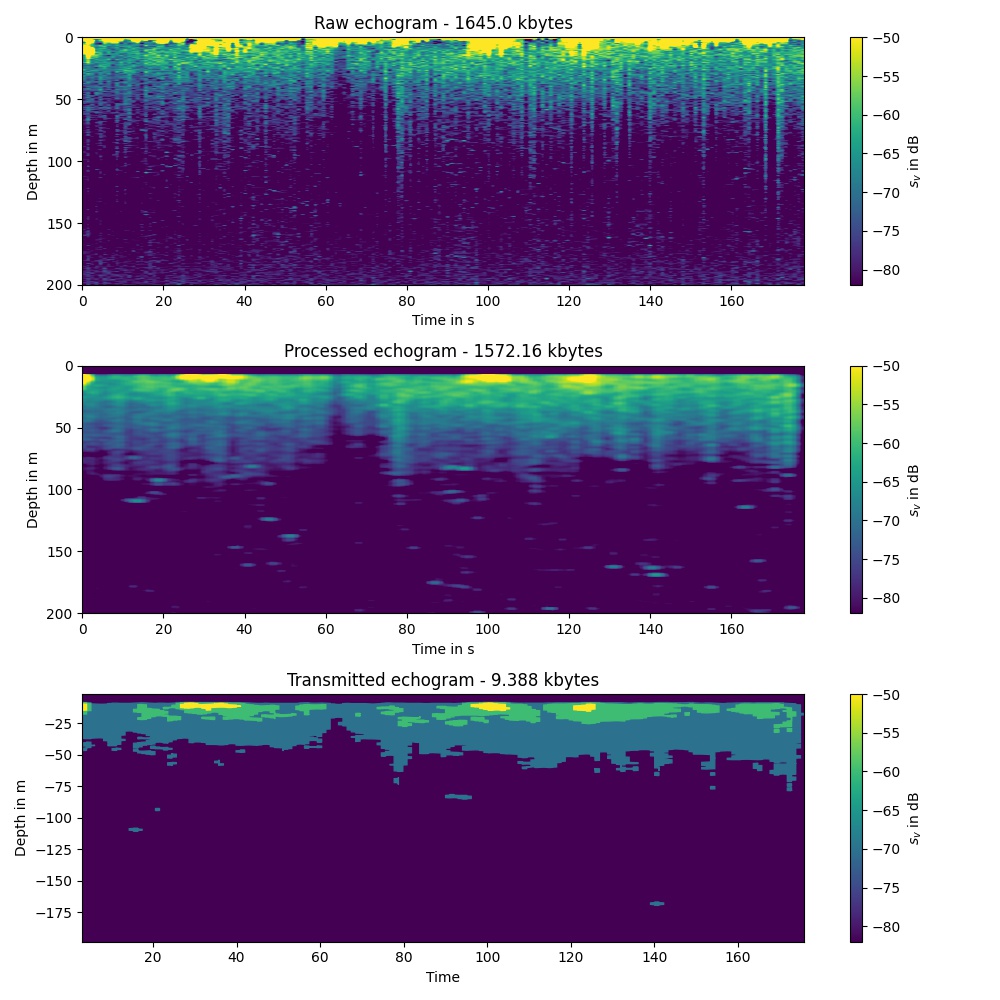 Raw echogram - 1645.0 kbytes
0
50
100
150
200
Depth in m
0 20 40 60 80 100 120 140 160
Time in s
−50
−55
−60
−65
−70
−75
−80
sv in dB
Processed echogram - 1572.16 kbytes
0
50
100
150
200
Depth in m
0 20 40 60 80 100 120 140 160
Time in s
−50
−55
−60
−65
−70
−75
−80
sv in dB
Transmitted echogram - 9.388 kbytes
−25
−50
−75
−100
−125
−150
−175
Depth in m
20 40 60 80 100 120 140 160
Time
−50
−55
−60
−65
−70
−75
−80
sv in dB